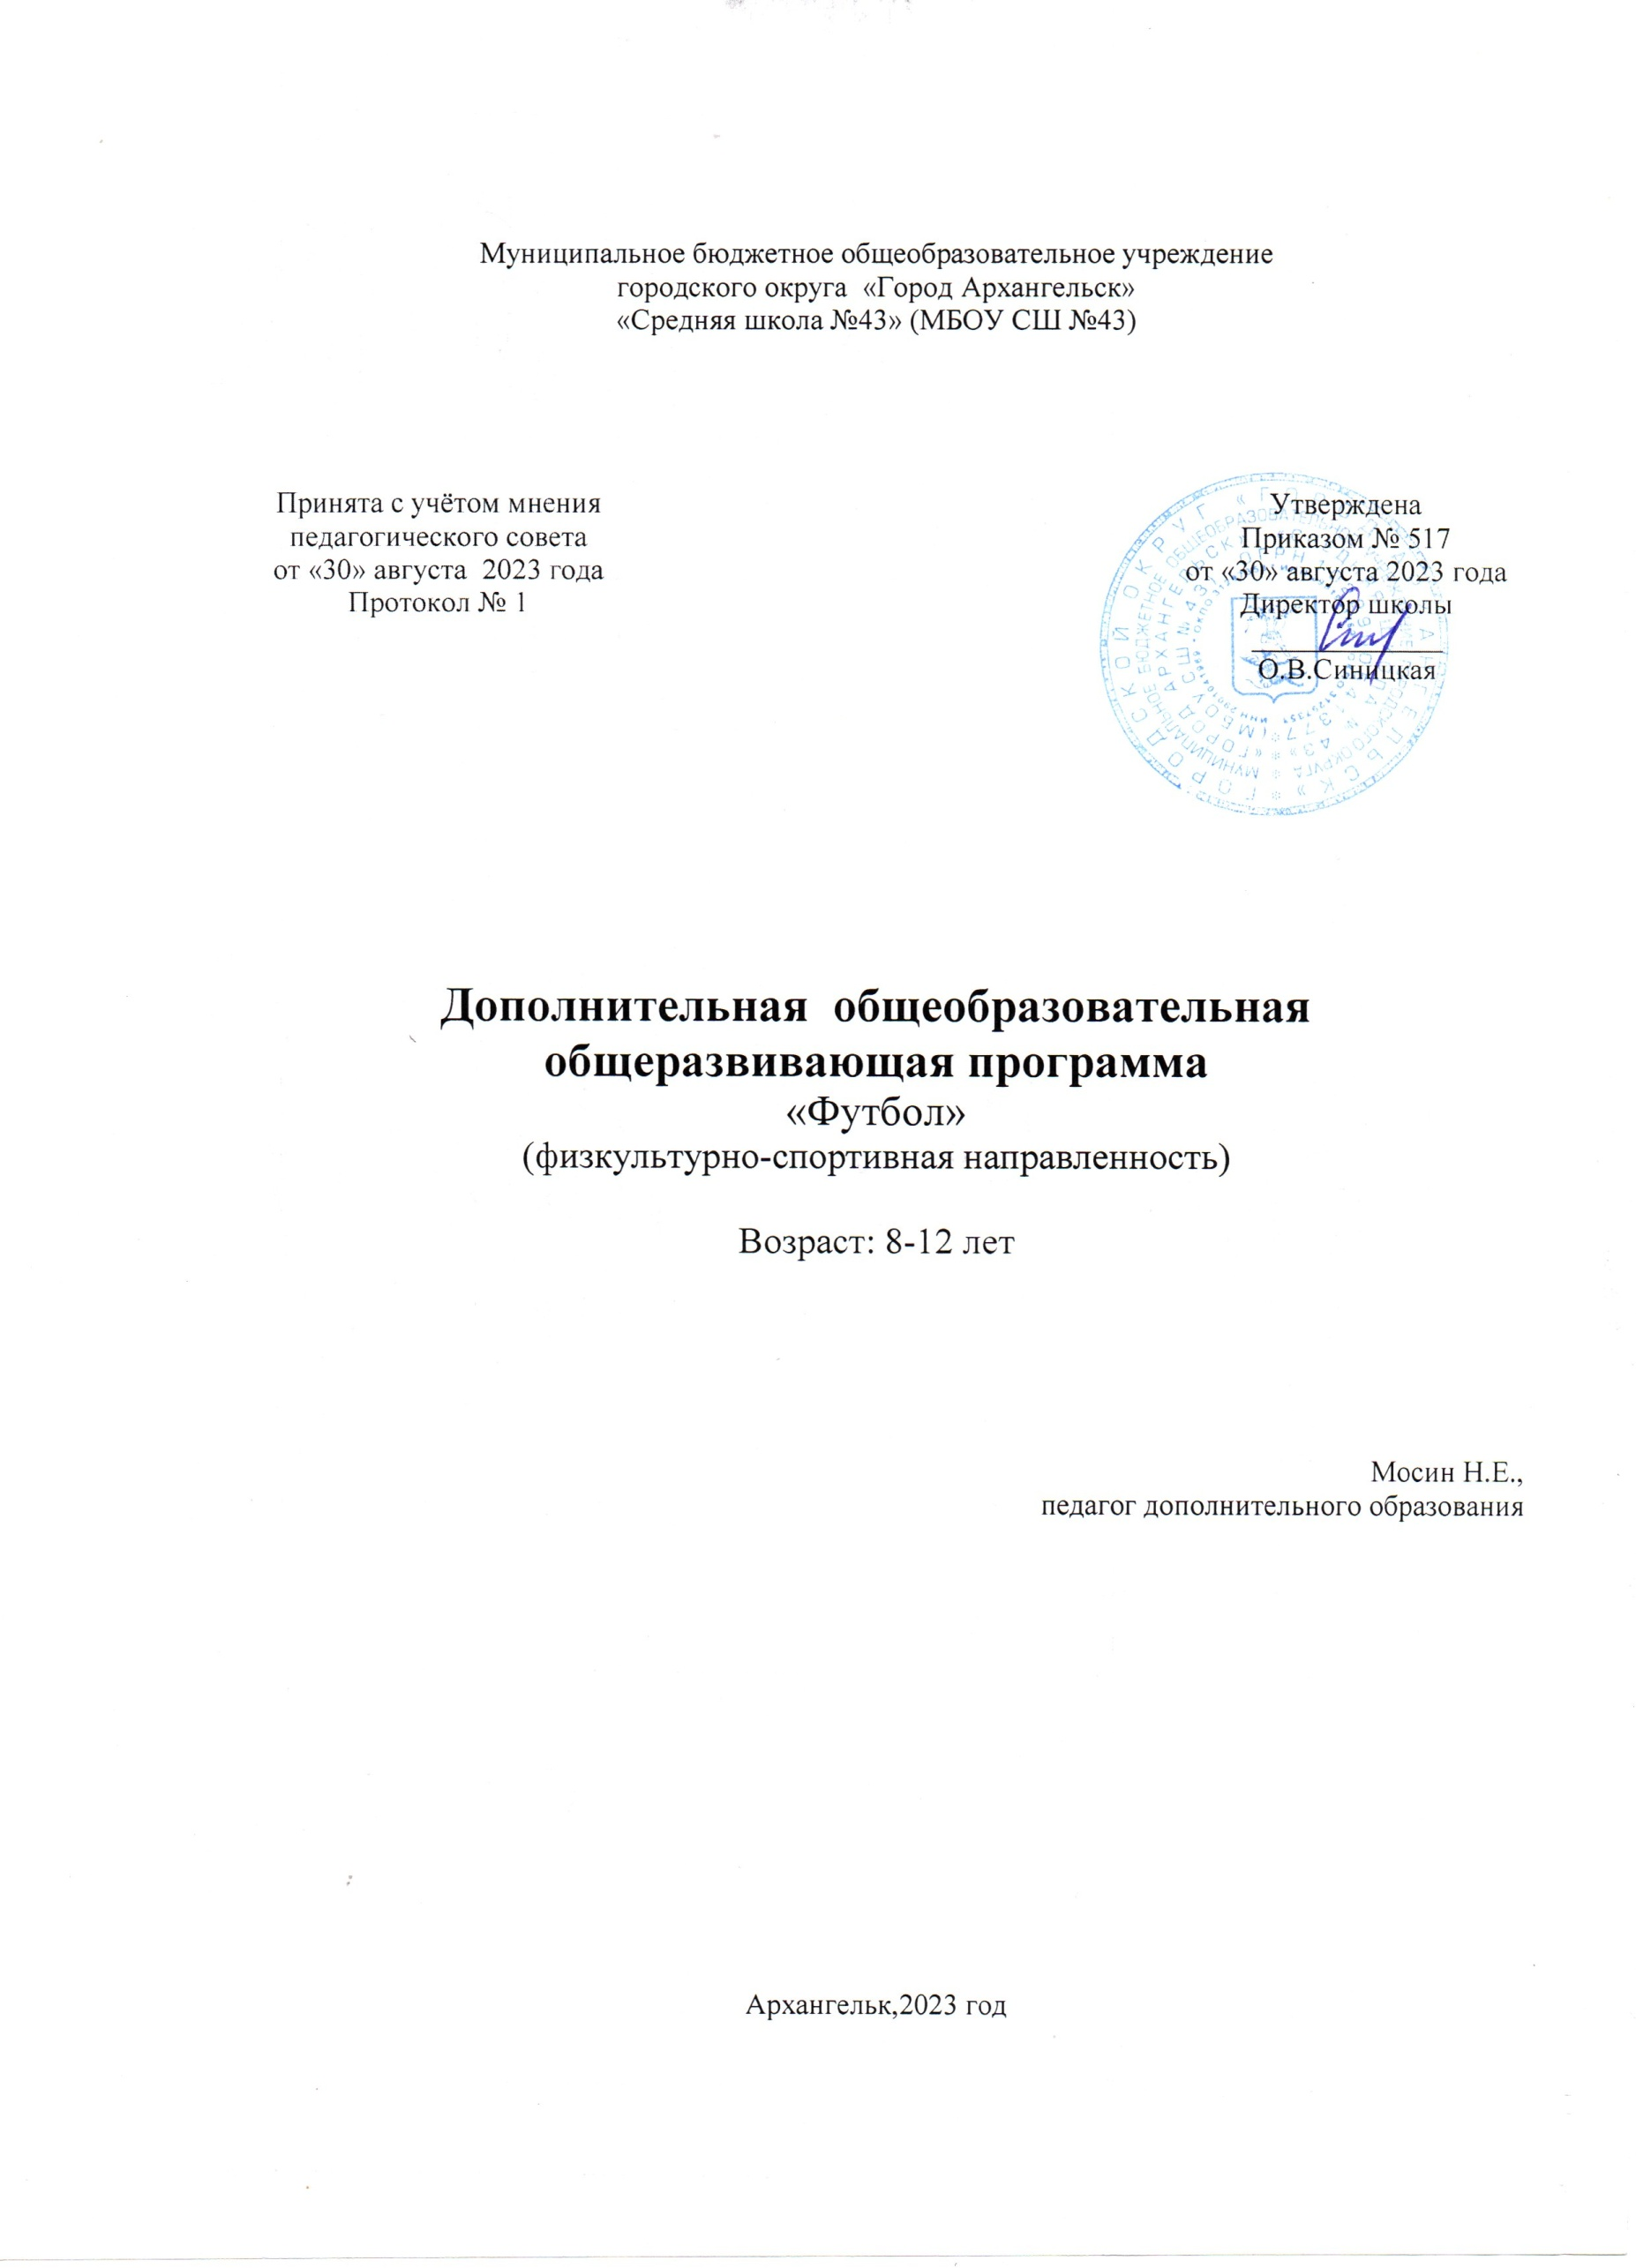 Муниципальное бюджетное общеобразовательное учреждение
городского округа «Город Архангельск»
«Средняя школа №43» (МБОУ СШ №43)
Принята с учётом мнения
педагогического совета
от «30» августа 2023 года
Протокол № 1
Утверждена
Приказом № 517
от «30» августа 2023 года
Директор школы
О.В.Синицкая
Дополнительная общеобразовательная
общеразвивающая программа
«Футбол»
(физкультурно-спортивная направленность)
Возраст: 8-12 лет
Мосин Н.Е.,
педагог дополнительного образования
Архангельк,2023 год